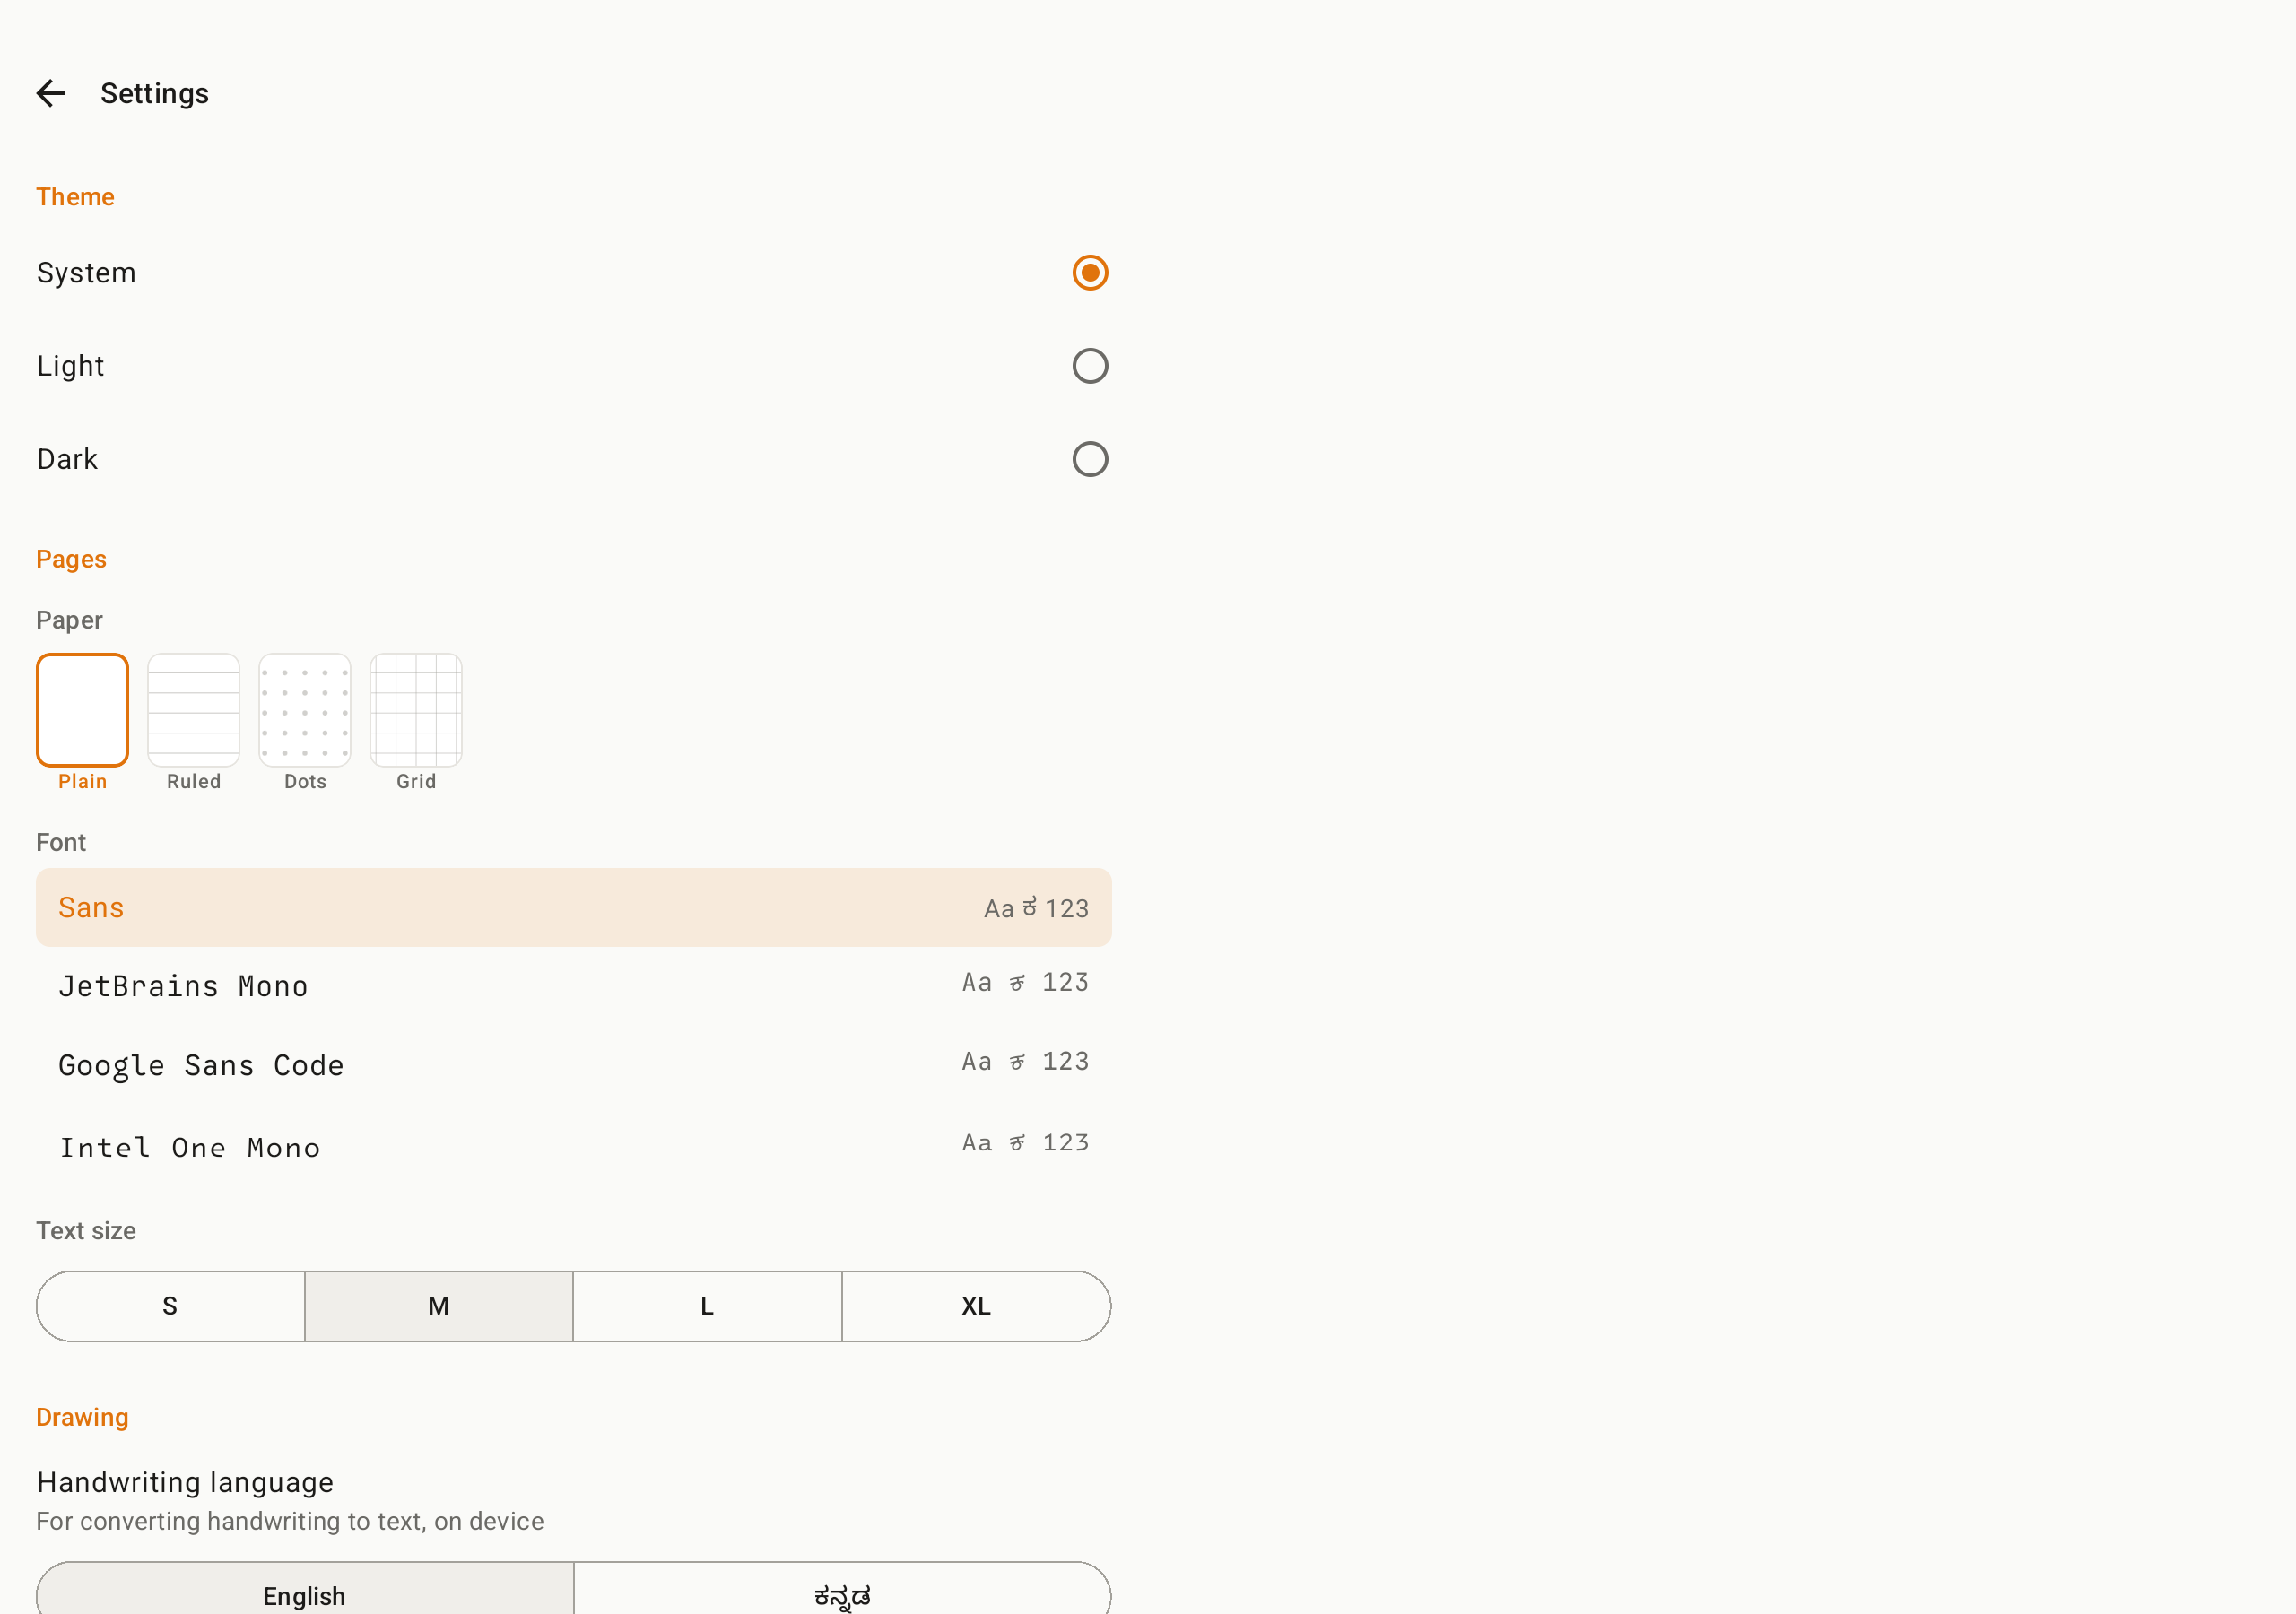 Settings
Theme
System
Light
Dark
Pages
Paper
Plain Ruled Dots Grid
Font
Sans Aa ಕ 123
JetBrains Mono Aa ಕ 123
Google Sans Code Aa ಕ 123
Intel One Mono Aa ಕ 123
Text size
S M L XL
Drawing
Handwriting language
For converting handwriting to text, on device
English ಕನ್ನಡ